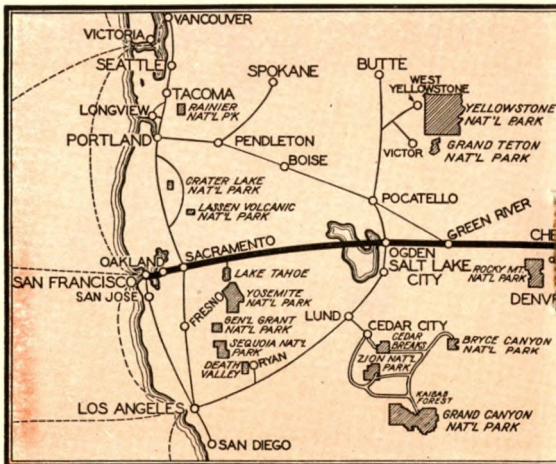 VANCOUVER
VICTORIA
SEATTLE
TACOMA
SPOKANE
BUTTE
WEST
YELLOWSTONE
YELLOWSTONE
NAT'L PARK
LONGVIEW
RAINIER
NAT'L P'K
PORTLAND
PENDLETON
VICTOR
GRAND TETON
NAT'L PARK
BOISE
CRATER LAKE
NAT'L PARK
POCATELLO
LASSEN VOLCANIC
NAT'L PARK
GREEN RIVER
OAKLAND
SACRAMENTO
OGDEN
CHE
SAN FRANCISCO
LAKE TAHOE
SALT LAKE
CITY
ROCKY MT.
NAT'L PARK
SAN JOSE
YOSEMITE
NAT'L PARK
DENV
FRESNO
GEN'L GRANT
NAT'L PARK
LUND
CEDAR CITY
SEQUOIA NAT'L
PARK
CEDAR
BREAKS
BRYCE CANYON
NAT'L PARK
DEATH
VALLEY
RYAN
ZION NAT'L
PARK
KAIBAB
FOREST
LOS ANGELES
GRAND CANYON
NAT'L PARK
SAN DIEGO